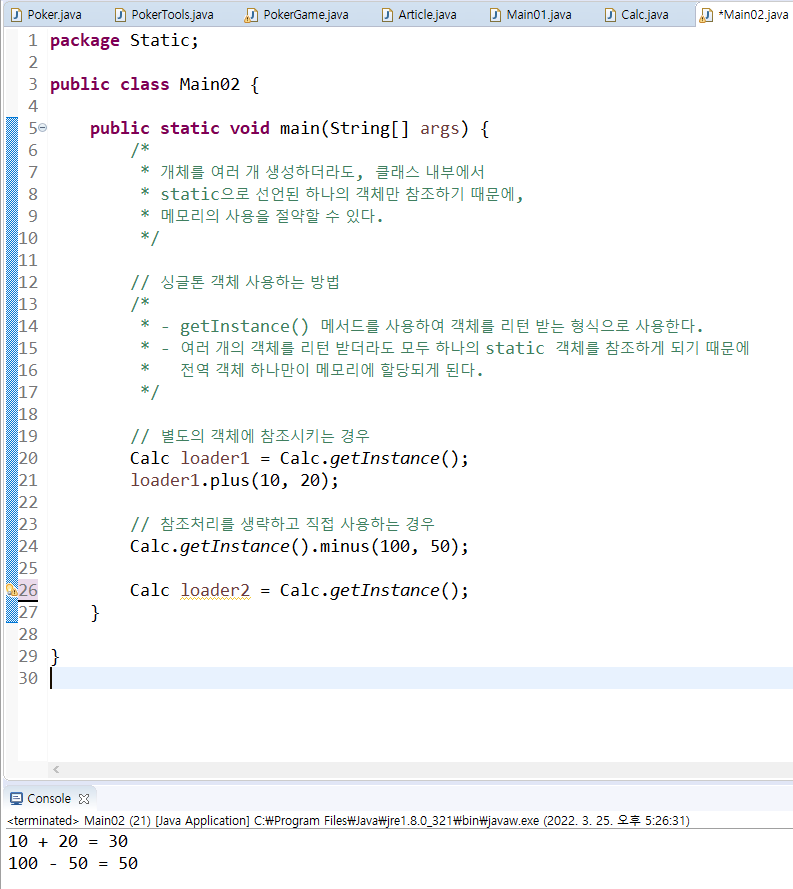 Poker.java PokerTools.java PokerGame.java Article.java Main01.java Calc.java *Main02.java
1 package Static;
2
3 public class Main02 {
4
5 public static void main(String[] args) {
6 /*
7 * 개체를 여러 개 생성하더라도, 클래스 내부에서
8 * static으로 선언된 하나의 객체만 참조하기 때문에,
9 * 메모리의 사용을 절약할 수 있다.
10 */
11
12 // 싱글톤 객체 사용하는 방법
13 /*
14 * - getInstance() 메서드를 사용하여 객체를 리턴 받는 형식으로 사용한다.
15 * - 여러 개의 객체를 리턴 받더라도 모두 하나의 static 객체를 참조하게 되기 때문에
16 * 전역 객체 하나만이 메모리에 할당되게 된다.
17 */
18
19 // 별도의 객체에 참조시키는 경우
20 Calc loader1 = Calc.getInstance();
21 loader1.plus(10, 20);
22
23 // 참조처리를 생략하고 직접 사용하는 경우
24 Calc.getInstance().minus(100, 50);
25
26 Calc loader2 = Calc.getInstance();
27 }
28
29 }
30
Console
<terminated> Main02 (21) [Java Application] C:₩Program Files₩Java₩jre1.8.0_321₩bin₩javaw.exe (2022. 3. 25. 오후 5:26:31)
10 + 20 = 30
100 - 50 = 50